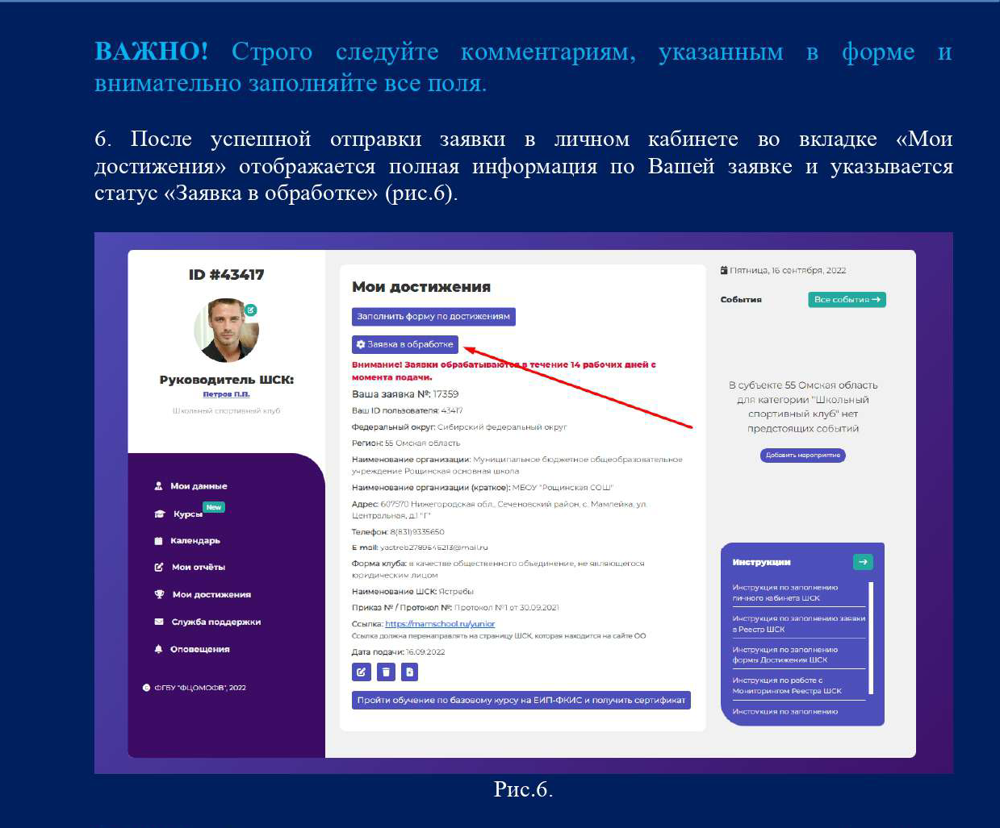 ВАЖНО! Строго следуйте комментариям, указанным в форме и
внимательно заполняйте все поля.
6. После успешной отправки заявки в личном кабинете во вкладке «Мои
достижения» отображается полная информация по Вашей заявке и указывается
статус «Заявка в обработке» (рис.6).
ID #43417
Руководитель ШСК:
Петров П.П.
Школьный спортивный клуб
Мои данные
Курсы New
Календарь
Мои отчёты
Мои достижения
Служба поддержки
Оповещения
© ФГБУ "ФЦОМОФВ", 2022
Мои достижения
Заполнить форму по достижениям
Заявка в обработке
Внимание! Заявки обрабатываются в течение 14 рабочих дней с
момента подачи.
Ваша заявка №: 17359
Ваш ID пользователя: 43417
Федеральный округ: Сибирский федеральный округ
Регион: 55 Омская область
Наименование организации: Муниципальное бюджетное общеобразовательное
учреждение Рощинская основная школа
Наименование организации (краткое): МБОУ "Рощинская СОШ"
Адрес: 607570 Нижегородская обл., Сеченовский район, с. Мамлейка, ул.
Центральная, д.1 "Г"
Телефон: 8(831)9335650
E-mail: yastreb2789646213@mail.ru
Форма клуба: в качестве общественного объединение, не являющегося
юридическим лицом
Наименование ШСК: Ястребы
Приказ № / Протокол №: Протокол №1 от 30.09.2021
Ссылка: https://mamschool.ru/yunior
Ссылка должна перенаправлять на страницу ШСК, которая находится на сайте ОО
Дата подачи: 16.09.2022
Пройти обучение по базовому курсу на ЕИП-ФКИС и получить сертификат
Пятница, 16 сентября, 2022
События
Все события →
В субъекте 55 Омская область
для категории "Школьный
спортивный клуб" нет
предстоящих событий
Добавить мероприятие
Инструкции →
Инструкция по заполнению
личного кабинета ШСК
Инструкция по заполнению заявки
в Реестр ШСК
Инструкция по заполнению
формы Достижения ШСК
Инструкция по работе с
Мониторингом Реестра ШСК
Инструкция по заполнению
Рис.6.